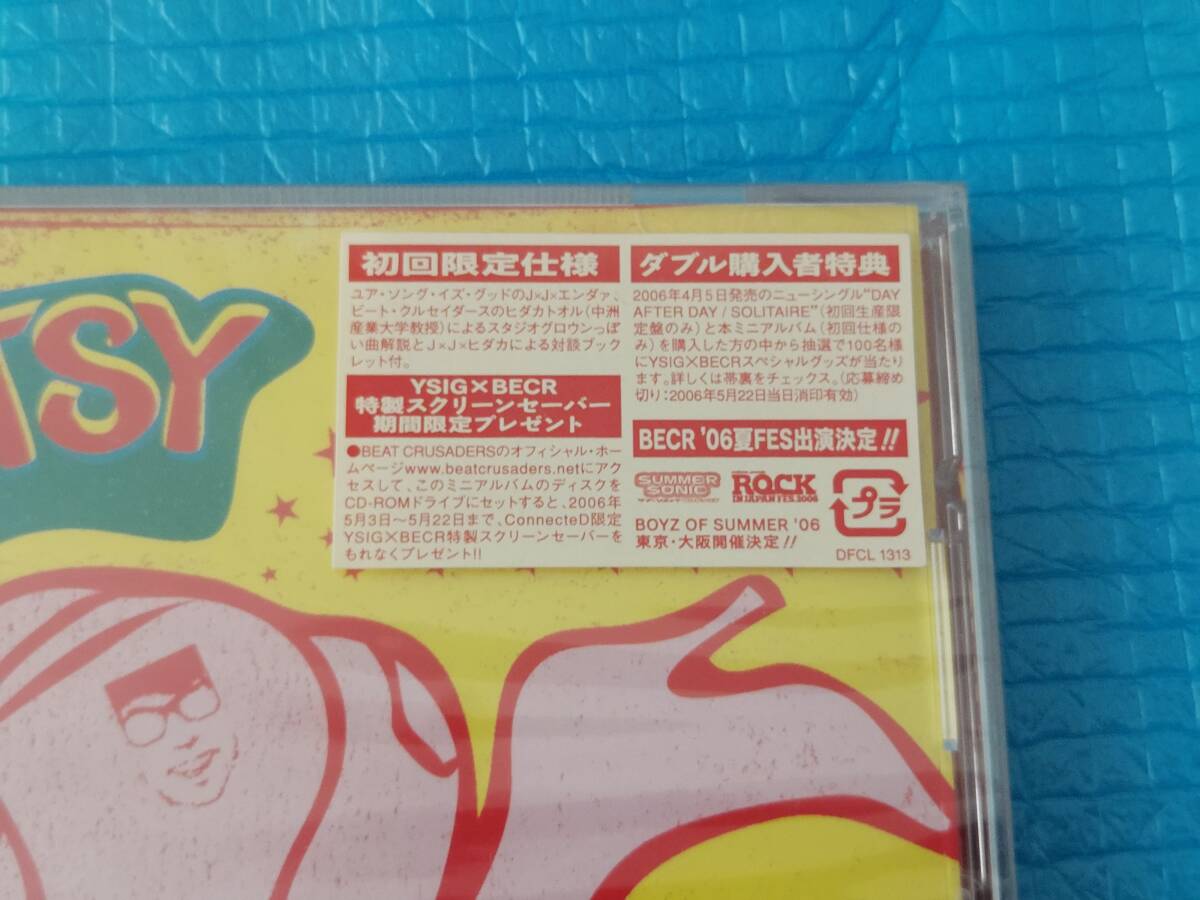 TSY
初回限定仕様
ユア・ソング・イズ・グッドのJ×J×エンダァ、
ビート・クルセイダースのヒダカトオル(中洲
産業大学教授)によるスタジオグロウンっぽ
い曲解説とJ×J×ヒダカによる対談ブック
レット付。
YSIG×BECR
特製スクリーンセーバー
期間限定プレゼント
●BEAT CRUSADERSのオフィシャル・ホー
ムページwww.beatcrusaders.netにアク
セスして、このミニアルバムのディスクを
CD-ROMドライブにセットすると、2006年
5月3日〜5月22日まで、ConnecteD限定
YSIG×BECR特製スクリーンセーバーを
もれなくプレゼント!!
ダブル購入者特典
2006年4月5日発売のニューシングル“DAY
AFTER DAY / SOLITAIRE”(初回生産限
定盤のみ)と本ミニアルバム(初回仕様の
み)を購入した方の中から抽選で100名様
にYSIG×BECRスペシャルグッズが当たり
ます。詳しくは帯裏をチェックス。(応募締め
切り:2006年5月22日当日消印有効)
BECR '06夏FES出演決定!!
SUMMER
SONIC
ROCK
IN JAPAN FES.2006
プラ
BOYZ OF SUMMER '06
東京・大阪開催決定!!
DFCL 1313